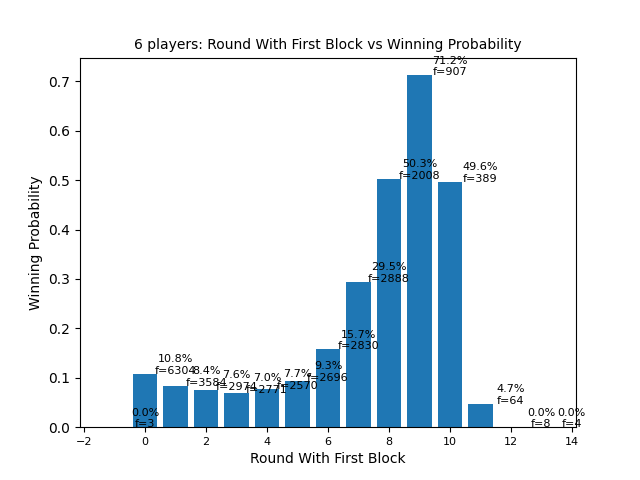 6 players: Round With First Block vs Winning Probability
Winning Probability
0.7
0.6
0.5
0.4
0.3
0.2
0.1
0.0
0.0%
f=3
10.8%
f=6304
8.4%
f=3584
7.6%
f=2974
7.0%
f=2771
7.7%
f=2570
9.3%
f=2696
15.7%
f=2830
29.5%
f=2888
50.3%
f=2008
71.2%
f=907
49.6%
f=389
4.7%
f=64
0.0%
f=8
0.0%
f=4
−2
0
2
4
6
8
10
12
14
Round With First Block